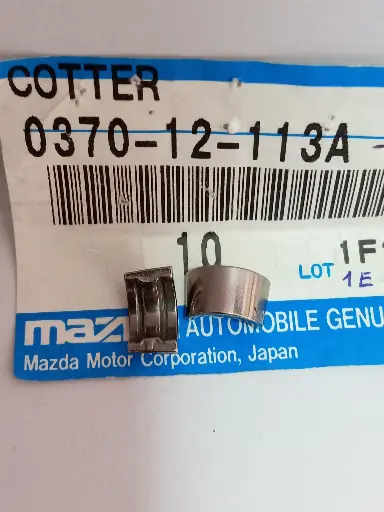 COTTER
0370-12-113A
10
LOT
1F
1E
mazda AUTOMOBILE GENU
Mazda Motor Corporation, Japan